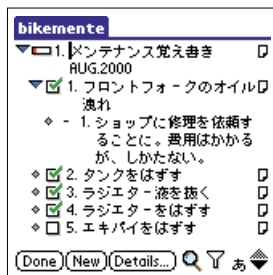 bikemente
1. メンテナンス覚え書き
AUG.2000
1. フロントフォークのオイル
漏れ
- 1. ショップに修理を依頼す
ることに。費用はかかる
が、しかたない。
2. タンクをはずす
3. ラジエター液を抜く
4. ラジエターをはずす
5. エキパイをはずす
Done New Details... あ